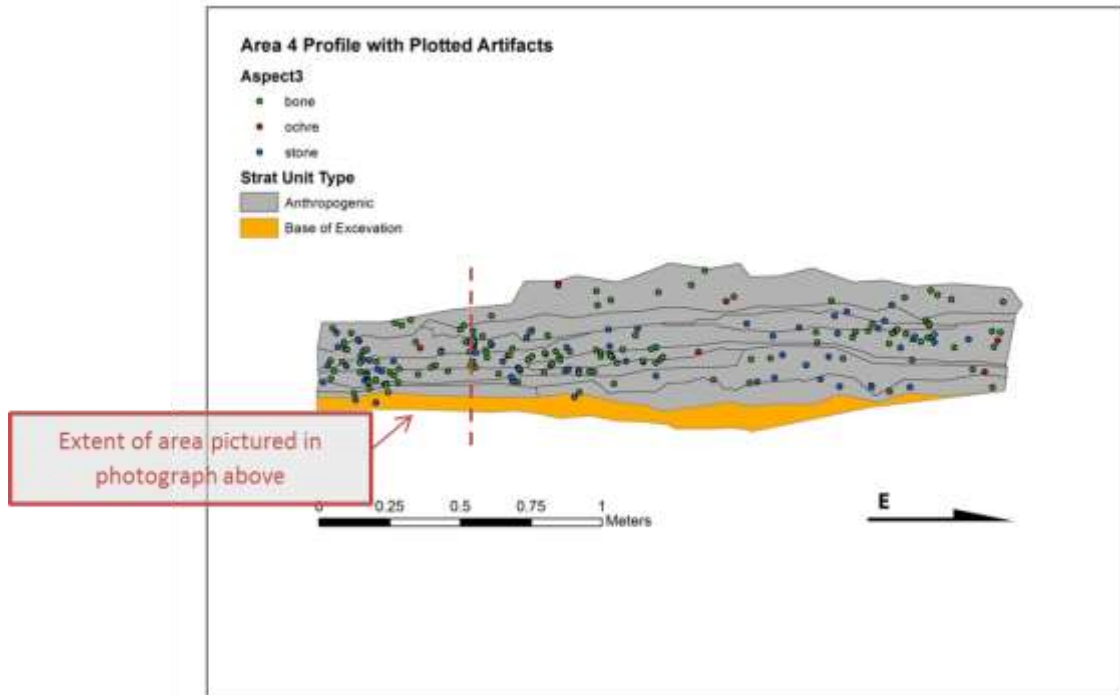 Area 4 Profile with Plotted Artifacts
Aspect3
bone
ochre
stone
Strat Unit Type
Anthropogenic
Base of Excevation
Extent of area pictured in
photograph above
0 0.25 0.5 0.75 1
Meters
E